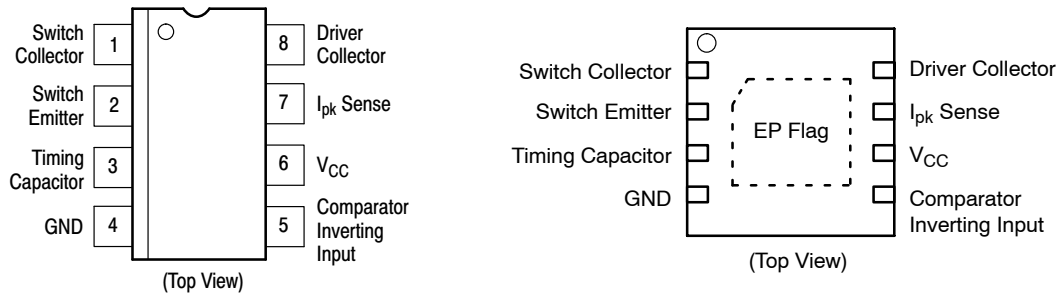 Switch
Collector
1
8
Driver
Collector
Switch
Emitter
2
7
Ipk Sense
Timing
Capacitor
3
6
VCC
GND
4
5
Comparator
Inverting
Input
(Top View)
Switch Collector
Switch Emitter
Timing Capacitor
GND
EP Flag
Driver Collector
Ipk Sense
VCC
Comparator
Inverting Input
(Top View)